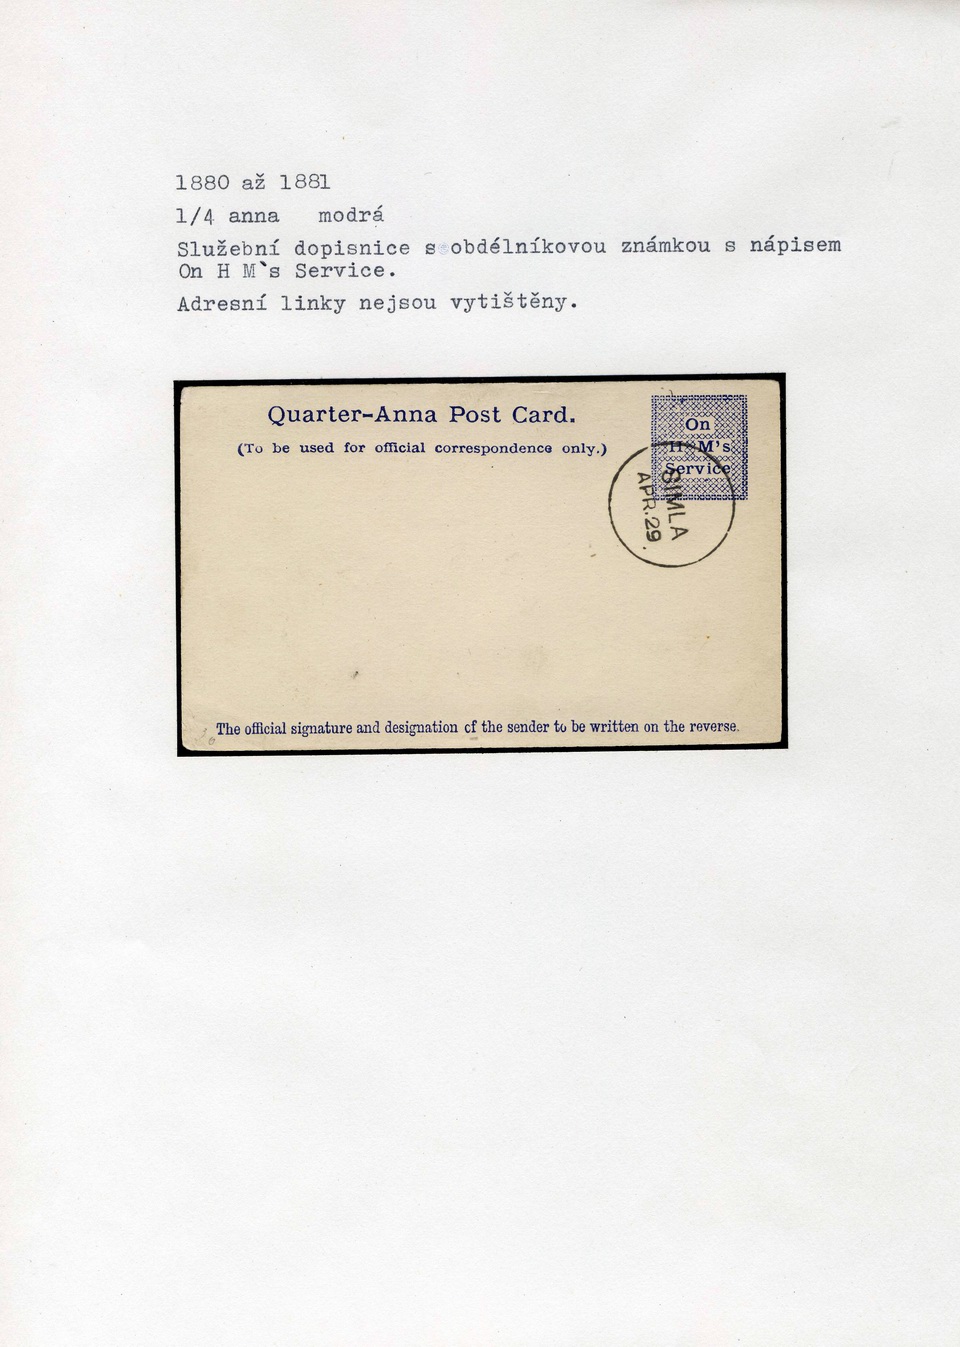 1880 až 1881
1/4 anna modrá
Služební dopisnice s obdélníkovou známkou s nápisem
On H M`s Service.
Adresní linky nejsou vytištěny.
Quarter-Anna Post Card.
(To be used for official correspondence only.)
On
H M's
Service
SIMLA
APR.29.
The official signature and designation of the sender to be written on the reverse.